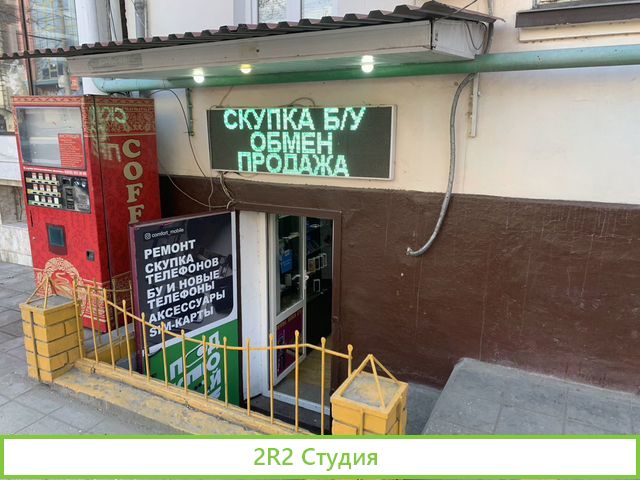 СКУПКА Б/У
ОБМЕН
ПРОДАЖА
COFF
comfort_mobile
РЕМОНТ
СКУПКА
ТЕЛЕФОНОВ
БУ И НОВЫЕ
ТЕЛЕФОНЫ
АКСЕССУАРЫ
SIM-КАРТЫ
2R2 Студия